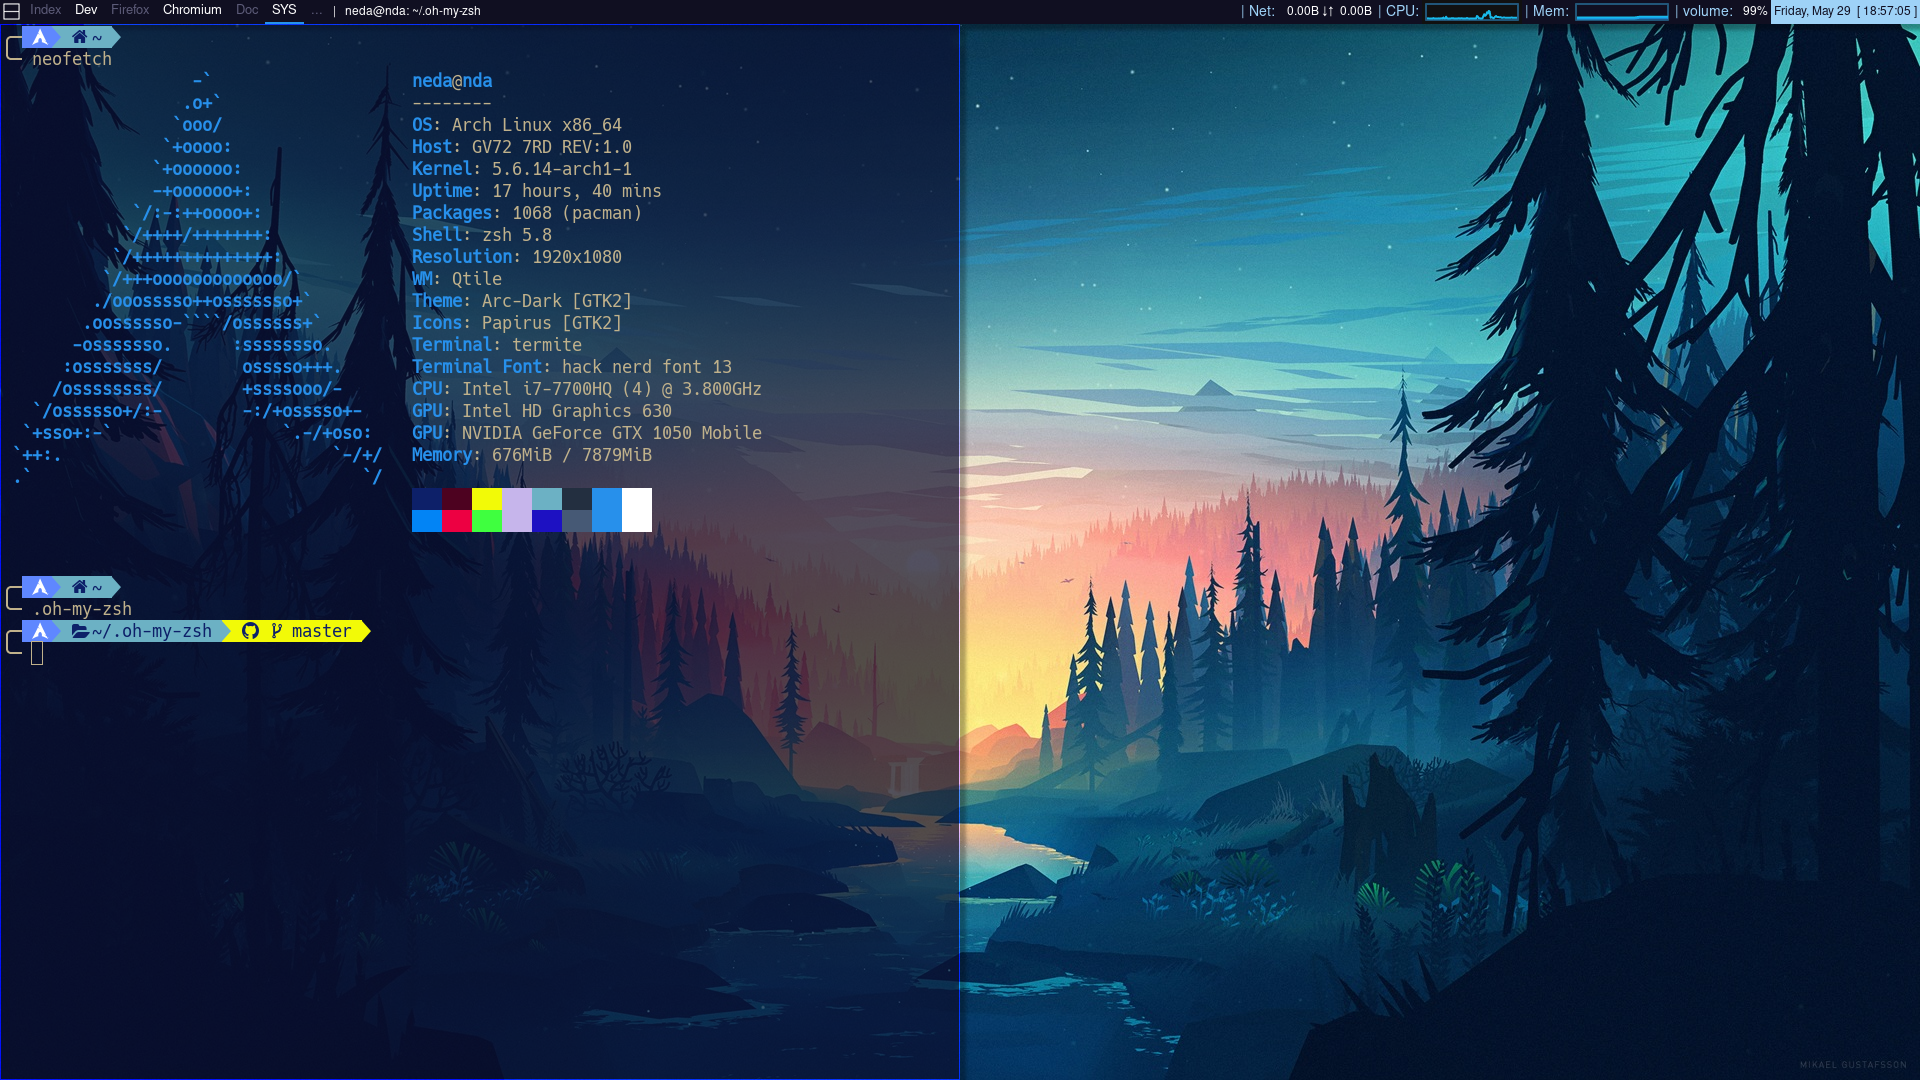 Index Dev Firefox Chromium Doc SYS ... | neda@nda: ~/.oh-my-zsh | Net: 0.00B ↓↑ 0.00B | CPU: | Mem: | volume: 99% Friday, May 29 [ 18:57:05 ]
~
neofetch
-`
.o+`
`ooo/
`+oooo:
`+oooooo:
-+oooooo+:
`/:-:++oooo+:
`/++++/+++++++:
`/++++++++++++++:
`/+++ooooooooooooo/`
./ooosssso++osssssso+`
.oossssso-````/ossssss+`
-osssssso. :ssssssso.
:osssssss/ osssso+++.
/ossssssss/ +ssssooo/-
`/ossssso+/:- -:/+osssso+-
`+sso+:-` `.-/+oso:
`++:. `-/+/
.` `/
neda@nda
--------
OS: Arch Linux x86_64
Host: GV72 7RD REV:1.0
Kernel: 5.6.14-arch1-1
Uptime: 17 hours, 40 mins
Packages: 1068 (pacman)
Shell: zsh 5.8
Resolution: 1920x1080
WM: Qtile
Theme: Arc-Dark [GTK2]
Icons: Papirus [GTK2]
Terminal: termite
Terminal Font: hack nerd font 13
CPU: Intel i7-7700HQ (4) @ 3.800GHz
GPU: Intel HD Graphics 630
GPU: NVIDIA GeForce GTX 1050 Mobile
Memory: 676MiB / 7879MiB
~
.oh-my-zsh
~/.oh-my-zsh master
MIKAEL GUSTAFSSON